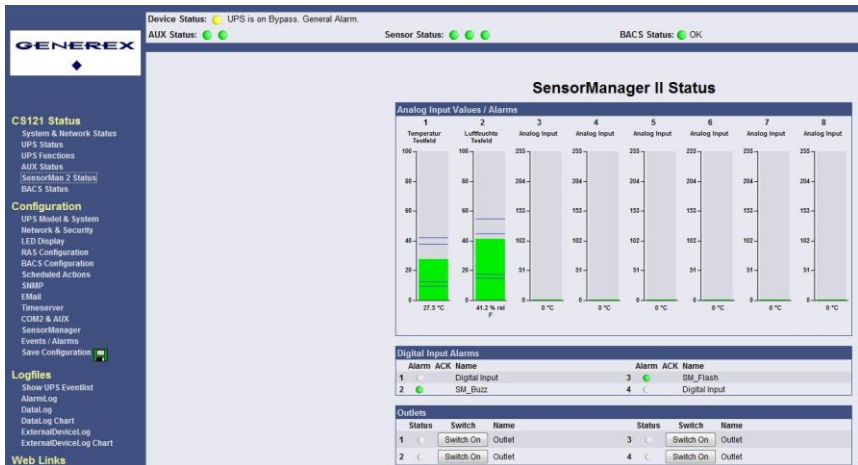 Device Status: UPS is on Bypass. General Alarm.
AUX Status: Sensor Status: BACS Status: OK
GENEREX
CS121 Status
System & Network Status
UPS Status
UPS Functions
AUX Status
SensorMan 2 Status
BACS Status
Configuration
UPS Model & System
Network & Security
LED Display
RAS Configuration
BACS Configuration
Scheduled Actions
SNMP
EMail
Timeserver
COM2 & AUX
SensorManager
Events / Alarms
Save Configuration
Logfiles
Show UPS Eventlist
AlarmLog
DataLog
DataLog Chart
ExternalDeviceLog
ExternalDeviceLog Chart
Web Links
SensorManager II Status
Analog Input Values / Alarms
1 2 3 4 5 6 7 8
Temperatur Testfeld Luftfeuchte Tesfeld Analog Input Analog Input Analog Input Analog Input Analog Input Analog Input
100 100 255 255 255 255 255 255
80 80 204 204 204 204 204 204
60 60 153 153 153 153 153 153
40 40 102 102 102 102 102 102
20 20 51 51 51 51 51 51
0 0 0 0 0 0 0 0
27.5 °C 41.2 % rel F 0 °C 0 °C 0 °C 0 °C 0 °C 0 °C
Digital Input Alarms
Alarm ACK Name Alarm ACK Name
1 Digital Input 3 SM_Flash
2 SM_Buzz 4 Digital Input
Outlets
Status Switch Name Status Switch Name
1 Switch On Outlet 3 Switch On Outlet
2 Switch On Outlet 4 Switch On Outlet